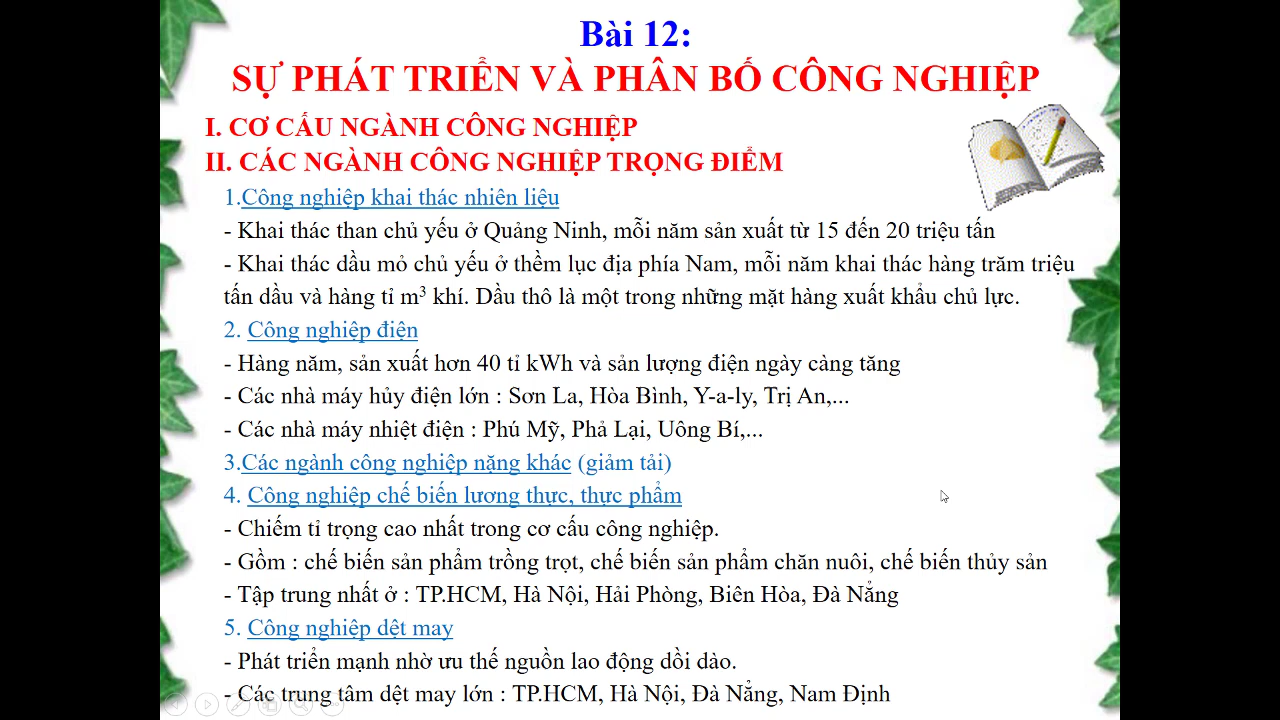 Bài 12:
SỰ PHÁT TRIỂN VÀ PHÂN BỐ CÔNG NGHIỆP
I. CƠ CẤU NGÀNH CÔNG NGHIỆP
II. CÁC NGÀNH CÔNG NGHIỆP TRỌNG ĐIỂM
1.Công nghiệp khai thác nhiên liệu
- Khai thác than chủ yếu ở Quảng Ninh, mỗi năm sản xuất từ 15 đến 20 triệu tấn
- Khai thác dầu mỏ chủ yếu ở thềm lục địa phía Nam, mỗi năm khai thác hàng trăm triệu
tấn dầu và hàng tỉ m³ khí. Dầu thô là một trong những mặt hàng xuất khẩu chủ lực.
2. Công nghiệp điện
- Hàng năm, sản xuất hơn 40 tỉ kWh và sản lượng điện ngày càng tăng
- Các nhà máy hủy điện lớn : Sơn La, Hòa Bình, Y-a-ly, Trị An,...
- Các nhà máy nhiệt điện : Phú Mỹ, Phả Lại, Uông Bí,...
3.Các ngành công nghiệp nặng khác (giảm tải)
4. Công nghiệp chế biến lương thực, thực phẩm
- Chiếm tỉ trọng cao nhất trong cơ cấu công nghiệp.
- Gồm : chế biến sản phẩm trồng trọt, chế biến sản phẩm chăn nuôi, chế biến thủy sản
- Tập trung nhất ở : TP.HCM, Hà Nội, Hải Phòng, Biên Hòa, Đà Nẳng
5. Công nghiệp dệt may
- Phát triển mạnh nhờ ưu thế nguồn lao động dồi dào.
- Các trung tâm dệt may lớn : TP.HCM, Hà Nội, Đà Nẳng, Nam Định